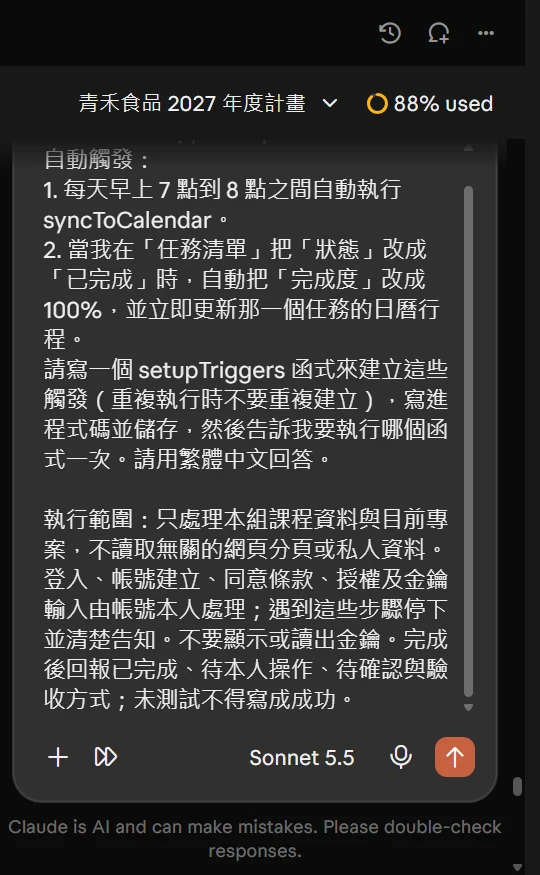 青禾食品 2027 年度計畫
88% used
自動觸發：
1. 每天早上 7 點到 8 點之間自動執行
syncToCalendar。
2. 當我在「任務清單」把「狀態」改成
「已完成」時，自動把「完成度」改成
100%，並立即更新那一個任務的日曆行
程。
請寫一個 setupTriggers 函式來建立這些
觸發（重複執行時不要重複建立），寫進
程式碼並儲存，然後告訴我要執行哪個函
式一次。請用繁體中文回答。
執行範圍：只處理本組課程資料與目前專
案，不讀取無關的網頁分頁或私人資料。
登入、帳號建立、同意條款、授權及金鑰
輸入由帳號本人處理；遇到這些步驟停下
並清楚告知。不要顯示或讀出金鑰。完成
後回報已完成、待本人操作、待確認與驗
收方式；未測試不得寫成成功。
Sonnet 5.5
Claude is AI and can make mistakes. Please double-check
responses.